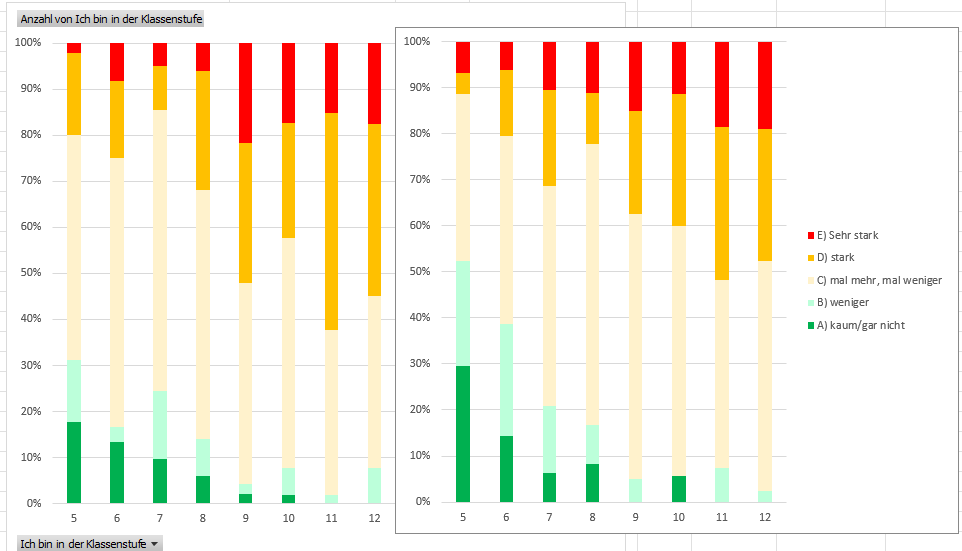 Anzahl von Ich bin in der Klassenstufe
100%
90%
80%
70%
60%
50%
40%
30%
20%
10%
0%
5 6 7 8 9 10 11 12
Ich bin in der Klassenstufe
100%
90%
80%
70%
60%
50%
40%
30%
20%
10%
0%
5 6 7 8 9 10 11 12
E) Sehr stark
D) stark
C) mal mehr, mal weniger
B) weniger
A) kaum/gar nicht